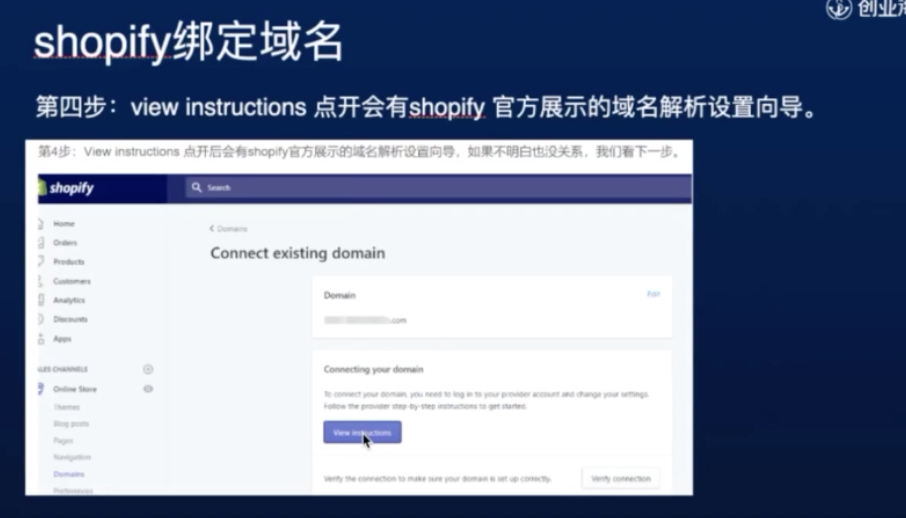 创业
shopify绑定域名
第四步：view instructions 点开会有shopify 官方展示的域名解析设置向导。
第4步：View instructions 点开后会有shopify官方展示的域名解析设置向导，如果不明白也没关系，我们看下一步。
shopify
Search
Home
Orders
Products
Customers
Analytics
Discounts
Apps
LES CHANNELS
Online Store
Themes
Blog posts
Pages
Navigation
Domains
Preferences
Domains
Connect existing domain
Domain
Edit
.com
Connecting your domain
To connect your domain, you need to log in to your provider account and change your settings.
Follow the provider step-by-step instructions to get started.
View instructions
Verify the connection to make sure your domain is set up correctly.
Verify connection